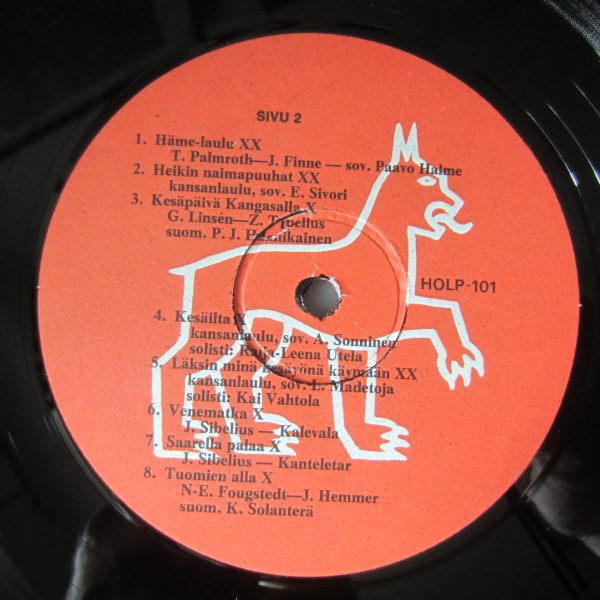 SIVU 2
1. Häme-laulu XX
T. Palmroth—J. Finne — sov. Paavo Halme
2. Heikin naimapuuhat XX
kansanlaulu, sov. E. Sivori
3. Kesäpäivä Kangasalla X
G. Linsén—Z. Topelius
suom. P. J. Hannikainen
HOLP-101
4. Kesäilta X
kansanlaulu, sov. A. Sonninen
solisti: Raija-Leena Utela
5. Läksin minä kesäyönä käymään XX
kansanlaulu, sov. L. Madetoja
solisti: Kai Vahtola
6. Venematka X
J. Sibelius — Kalevala
7. Saarella palaa X
J. Sibelius — Kanteletar
8. Tuomien alla X
N-E. Fougstedt—J. Hemmer
suom. K. Solanterä